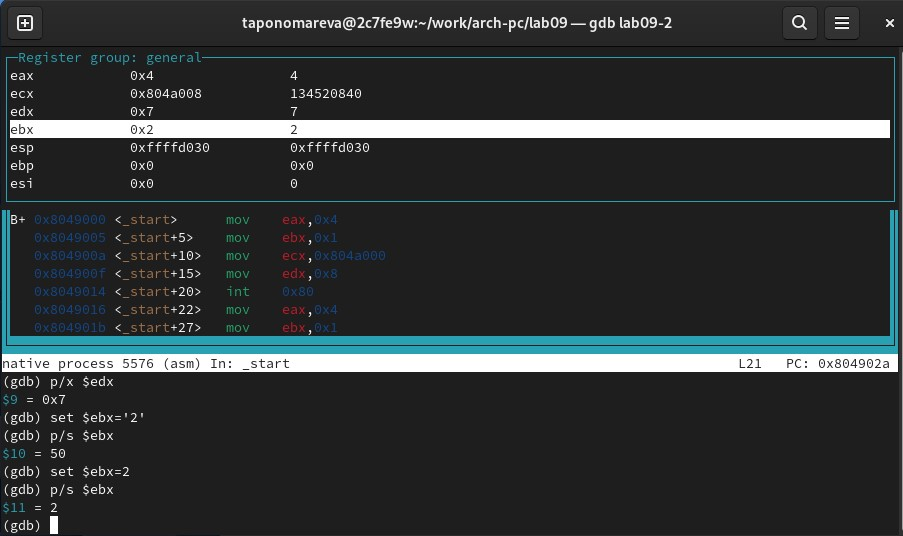 taponomareva@2c7fe9w:~/work/arch-pc/lab09 — gdb lab09-2
Register group: general
eax 0x4 4
ecx 0x804a008 134520840
edx 0x7 7
ebx 0x2 2
esp 0xffffd030 0xffffd030
ebp 0x0 0x0
esi 0x0 0
B+ 0x8049000 <_start> mov eax,0x4
0x8049005 <_start+5> mov ebx,0x1
0x804900a <_start+10> mov ecx,0x804a000
0x804900f <_start+15> mov edx,0x8
0x8049014 <_start+20> int 0x80
0x8049016 <_start+22> mov eax,0x4
0x804901b <_start+27> mov ebx,0x1
native process 5576 (asm) In: _start L21 PC: 0x804902a
(gdb) p/x $edx
$9 = 0x7
(gdb) set $ebx='2'
(gdb) p/s $ebx
$10 = 50
(gdb) set $ebx=2
(gdb) p/s $ebx
$11 = 2
(gdb)